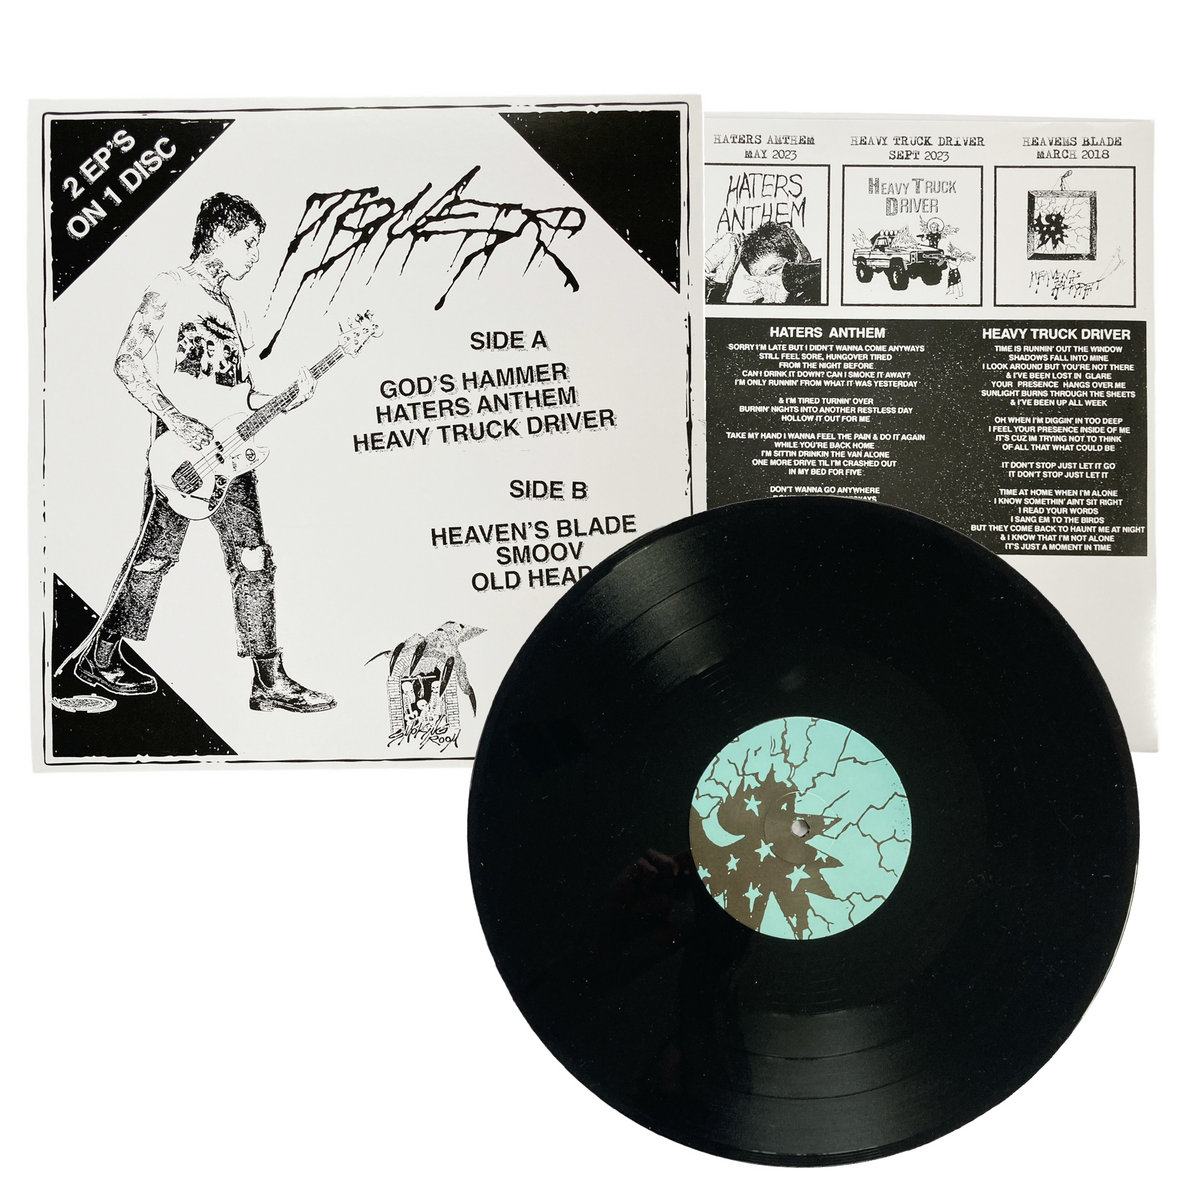 2 EP'S
ON 1 DISC
SIDE A
GOD'S HAMMER
HATERS ANTHEM
HEAVY TRUCK DRIVER
SIDE B
HEAVEN'S BLADE
SMOOV
OLD HEAD
SMOKING
ROOM
HATERS ANTHEM
MAY 2023
HATERS
ANTHEM
HEAVY TRUCK DRIVER
SEPT 2023
HEAVY TRUCK
DRIVER
HEAVENS BLADE
MARCH 2018
HEAVENS
BLADE
HATERS ANTHEM
SORRY I'M LATE BUT I DIDN'T WANNA COME ANYWAYS
STILL FEEL SORE, HUNGOVER TIRED
FROM THE NIGHT BEFORE
CAN I DRINK IT DOWN? CAN I SMOKE IT AWAY?
I'M ONLY RUNNIN' FROM WHAT IT WAS YESTERDAY
& I'M TIRED TURNIN' OVER
BURNIN' NIGHTS INTO ANOTHER RESTLESS DAY
HOLLOW IT OUT FOR ME
TAKE MY HAND I WANNA FEEL THE PAIN & DO IT AGAIN
WHILE YOU'RE BACK HOME
I'M SITTIN DRINKIN THE VAN ALONE
ONE MORE DRIVE TIL I'M CRASHED OUT
IN MY BED FOR FIVE
DON'T WANNA GO ANYWHERE
HEAVY TRUCK DRIVER
TIME IS RUNNIN' OUT THE WINDOW
SHADOWS FALL INTO MINE
I LOOK AROUND BUT YOU'RE NOT THERE
& I'VE BEEN LOST IN GLARE
YOUR PRESENCE HANGS OVER ME
SUNLIGHT BURNS THROUGH THE SHEETS
& I'VE BEEN UP ALL WEEK
OH WHEN I'M DIGGIN' IN TOO DEEP
I FEEL YOUR PRESENCE INSIDE OF ME
IT'S CUZ IM TRYING NOT TO THINK
OF ALL THAT WHAT COULD BE
IT DON'T STOP JUST LET IT GO
IT DON'T STOP JUST LET IT
TIME AT HOME WHEN I'M ALONE
I KNOW SOMETHIN' AINT SIT RIGHT
I READ YOUR WORDS
I SANG EM TO THE BIRDS
BUT THEY COME BACK TO HAUNT ME AT NIGHT
& I KNOW THAT I'M NOT ALONE
IT'S JUST A MOMENT IN TIME